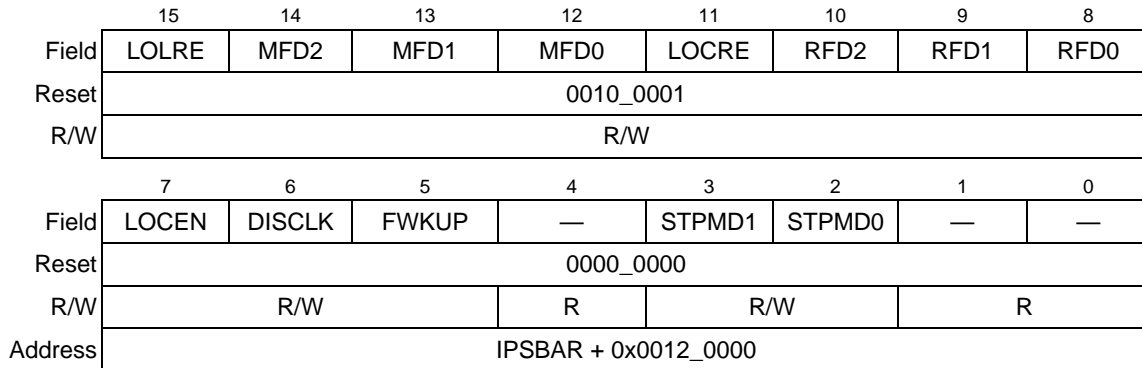 15 14 13 12 11 10 9 8
Field LOLRE MFD2 MFD1 MFD0 LOCRE RFD2 RFD1 RFD0
Reset 0010_0001
R/W R/W
7 6 5 4 3 2 1 0
Field LOCEN DISCLK FWKUP — STPMD1 STPMD0 — —
Reset 0000_0000
R/W R/W R R/W R
Address IPSBAR + 0x0012_0000